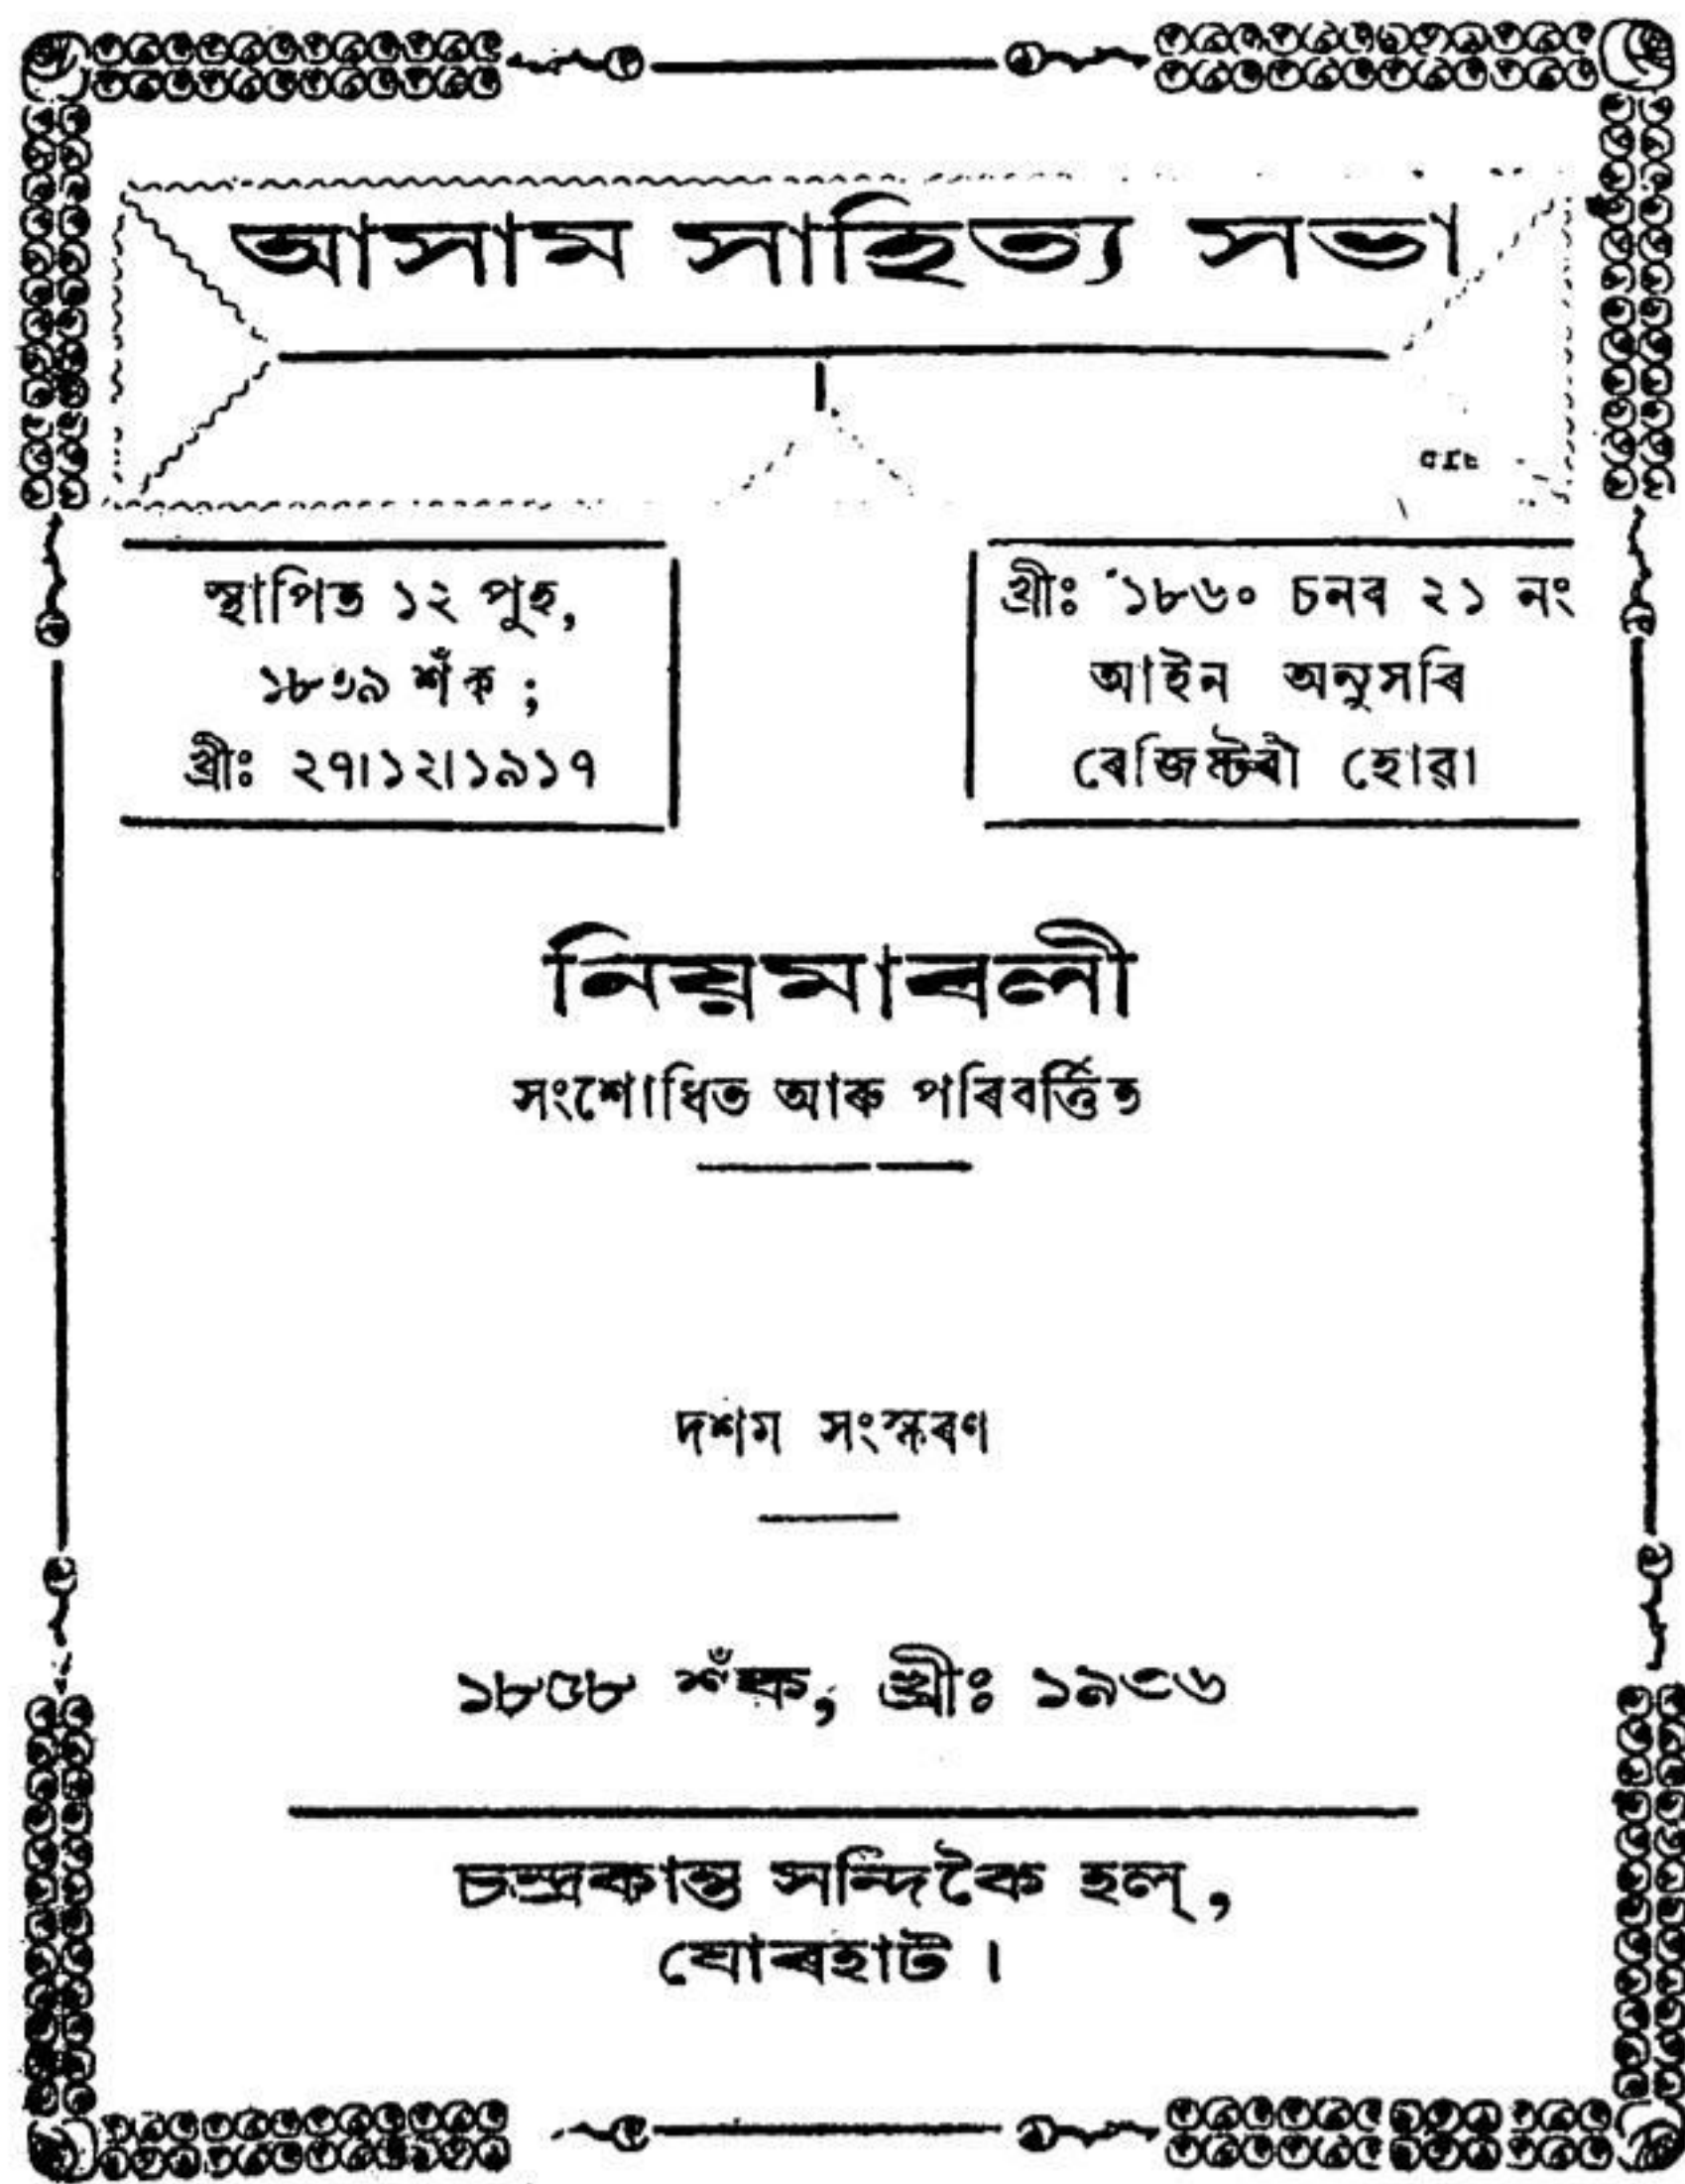 আসাম সাহিত্য সভা
স্থাপিত ১২ পুহ,
১৮৩৯ শঁক ;
খ্ৰীঃ ২৭।১২।১৯১৭
খ্ৰীঃ ১৮৬০ চনৰ ২১ নং
আইন অনুসৰি
ৰেজিষ্টৰী হোৱা
নিয়মাৱলী
সংশোধিত আৰু পৰিবৰ্ত্তিত
দশম সংস্কৰণ
১৮৫৮ শঁক, খ্ৰীঃ ১৯৩৬
চন্দ্ৰকান্ত সন্দিকৈ হল্,
যোৰহাট ।